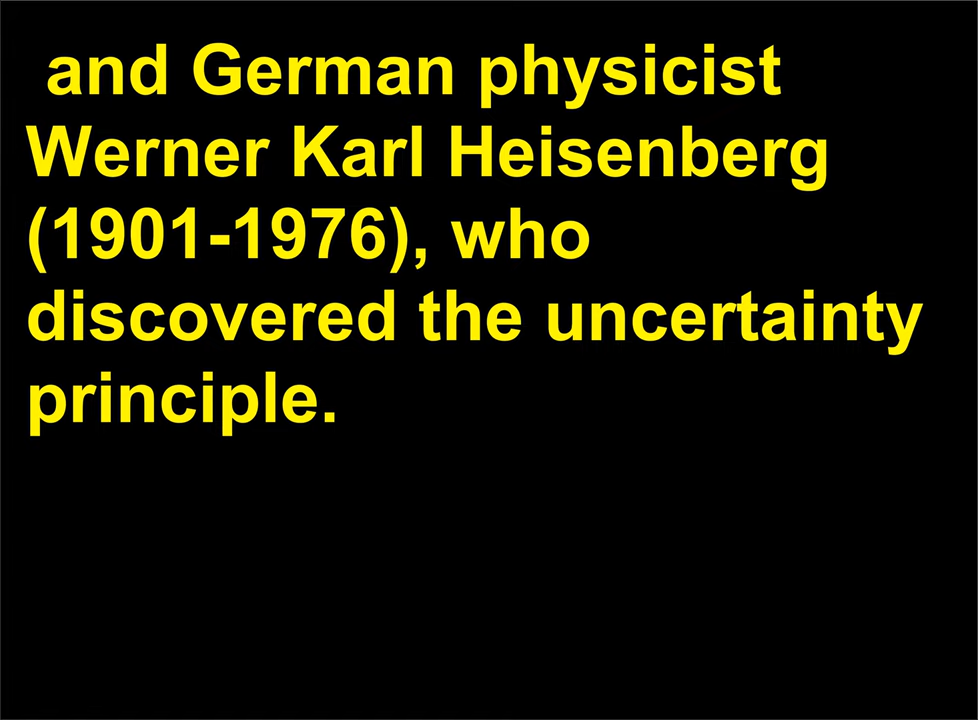 and German physicist
Werner Karl Heisenberg
(1901-1976), who
discovered the uncertainty
principle.